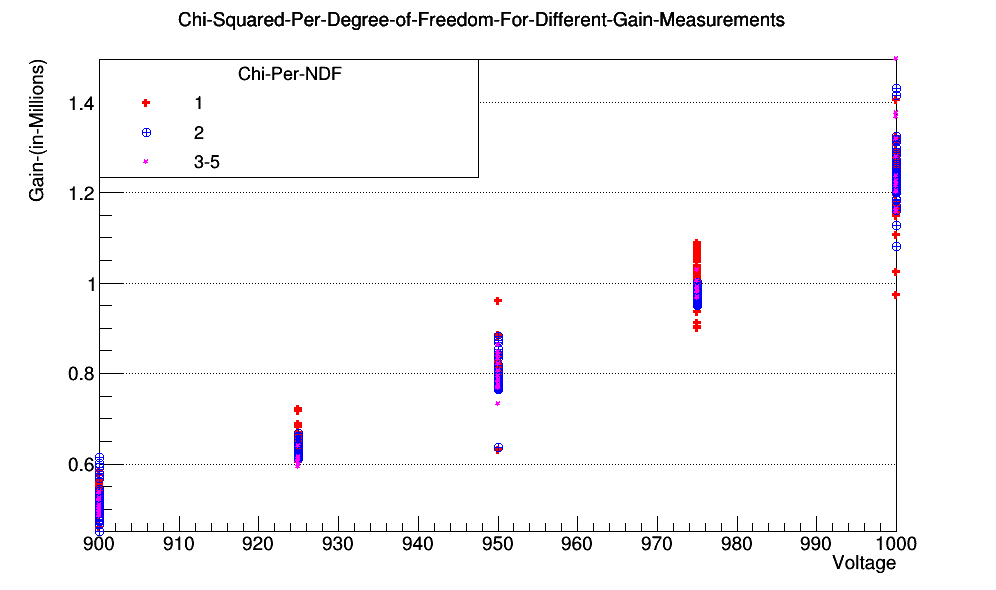 Chi-Squared-Per-Degree-of-Freedom-For-Different-Gain-Measurements
Gain-(in-Millions)
Chi-Per-NDF
1
2
3-5
1.4
1.2
1
0.8
0.6
900 910 920 930 940 950 960 970 980 990 1000
Voltage